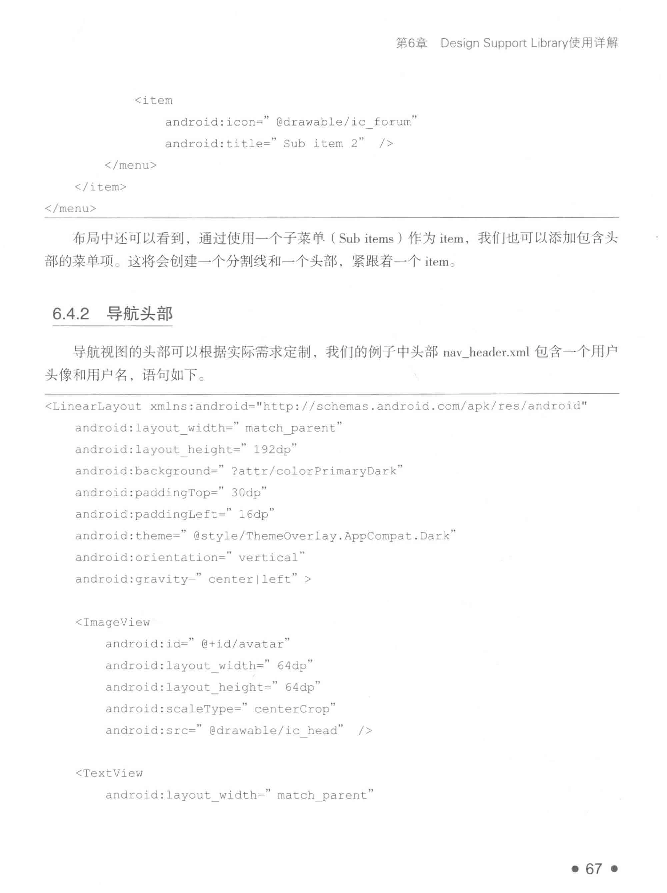 第6章 Design Support Library使用详解
<item
android:icon=” @drawable/ic_forum”
android:title=” Sub item 2” />
</menu>
</item>
</menu>
布局中还可以看到，通过使用一个子菜单（Sub items）作为 item，我们也可以添加包含头
部的菜单项。这将会创建一个分割线和一个头部，紧跟着一个 item。
6.4.2 导航头部
导航视图的头部可以根据实际需求定制，我们的例子中头部 nav_header.xml 包含一个用户
头像和用户名，语句如下。
<LinearLayout xmlns:android="http://schemas.android.com/apk/res/android"
android:layout_width=” match_parent”
android:layout_height=” 192dp”
android:background=” ?attr/colorPrimaryDark”
android:paddingTop=” 30dp”
android:paddingLeft=” 16dp”
android:theme=” @style/ThemeOverlay.AppCompat.Dark”
android:orientation=” vertical”
android:gravity=” center|left” >
<ImageView
android:id=” @+id/avatar”
android:layout_width=” 64dp”
android:layout_height=” 64dp”
android:scaleType=” centerCrop”
android:src=” @drawable/ic_head” />
<TextView
android:layout_width=” match_parent”
• 67 •